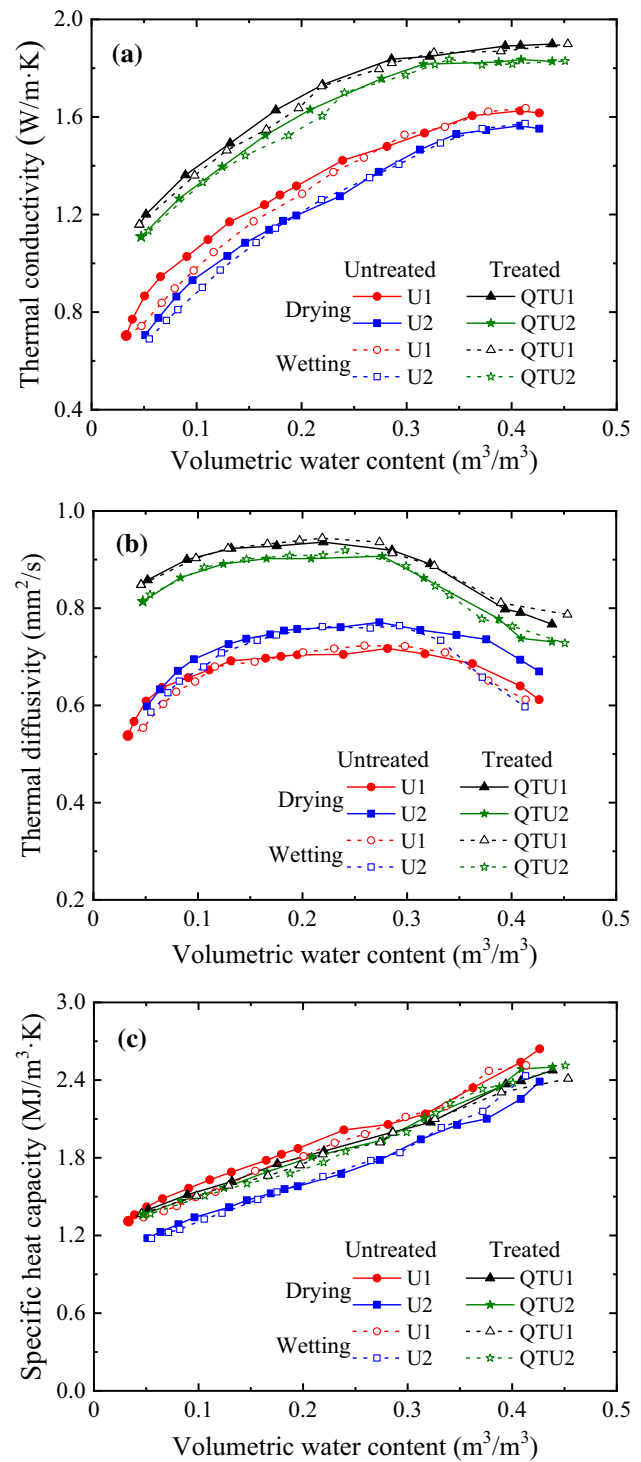 (a)
Thermal conductivity (W/m·K)
2.0
1.6
1.2
0.8
0.4
Untreated Treated
Drying U1 QTU1
U2 QTU2
Wetting U1 QTU1
U2 QTU2
0 0.1 0.2 0.3 0.4 0.5
Volumetric water content (m³/m³)
(b)
Thermal diffusivity (mm²/s)
1.0
0.8
0.6
0.4
0.2
Untreated Treated
Drying U1 QTU1
U2 QTU2
Wetting U1 QTU1
U2 QTU2
0 0.1 0.2 0.3 0.4 0.5
Volumetric water content (m³/m³)
(c)
Specific heat capacity (MJ/m³·K)
3.0
2.4
1.8
1.2
0.6
0.0
Untreated Treated
Drying U1 QTU1
U2 QTU2
Wetting U1 QTU1
U2 QTU2
0 0.1 0.2 0.3 0.4 0.5
Volumetric water content (m³/m³)